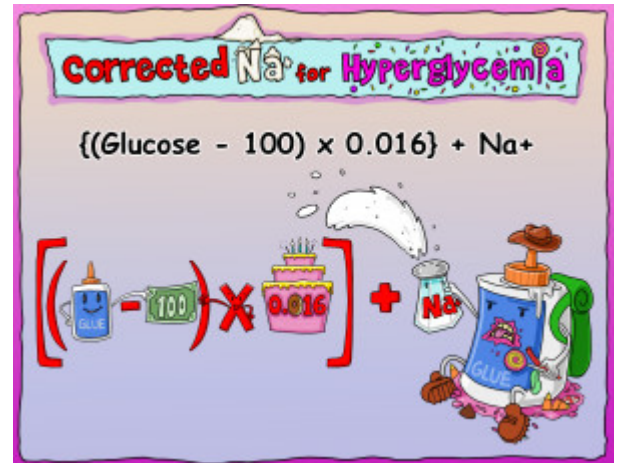 Corrected Na+ for Hyperglycemia
{(Glucose - 100) x 0.016} + Na+
[( GLUE - 100 ) X 0.016 ] + Na+
GLUE